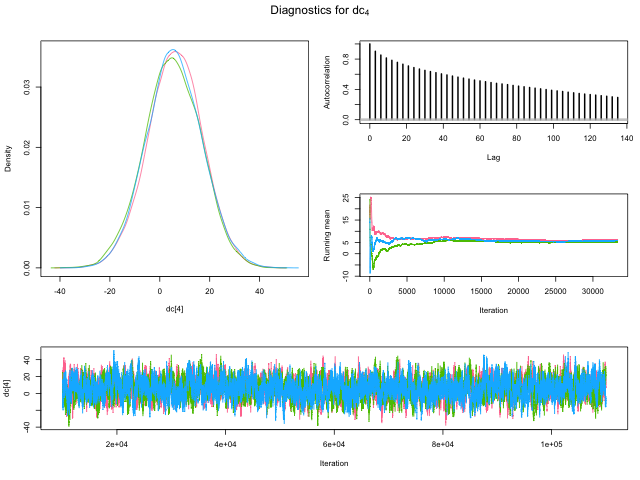 Diagnostics for dc4
Density
0.00 0.01 0.02 0.03
-40 -20 0 20 40
dc[4]
Autocorrelation
0.0 0.4 0.8
0 20 40 60 80 100 120 140
Lag
Running mean
-10 0 5 15 25
0 5000 10000 15000 20000 25000 30000
Iteration
dc[4]
-40 0 20 40
2e+04 4e+04 6e+04 8e+04 1e+05
Iteration